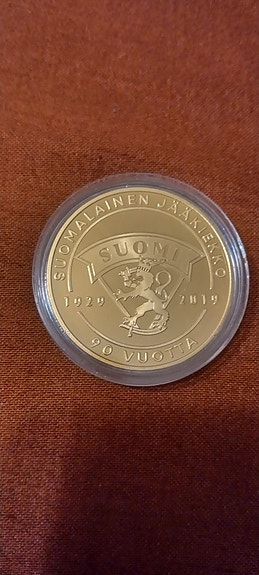 SUOMALAINEN JÄÄKIEKKO
SUOMI
1929 2019
90 VUOTTA